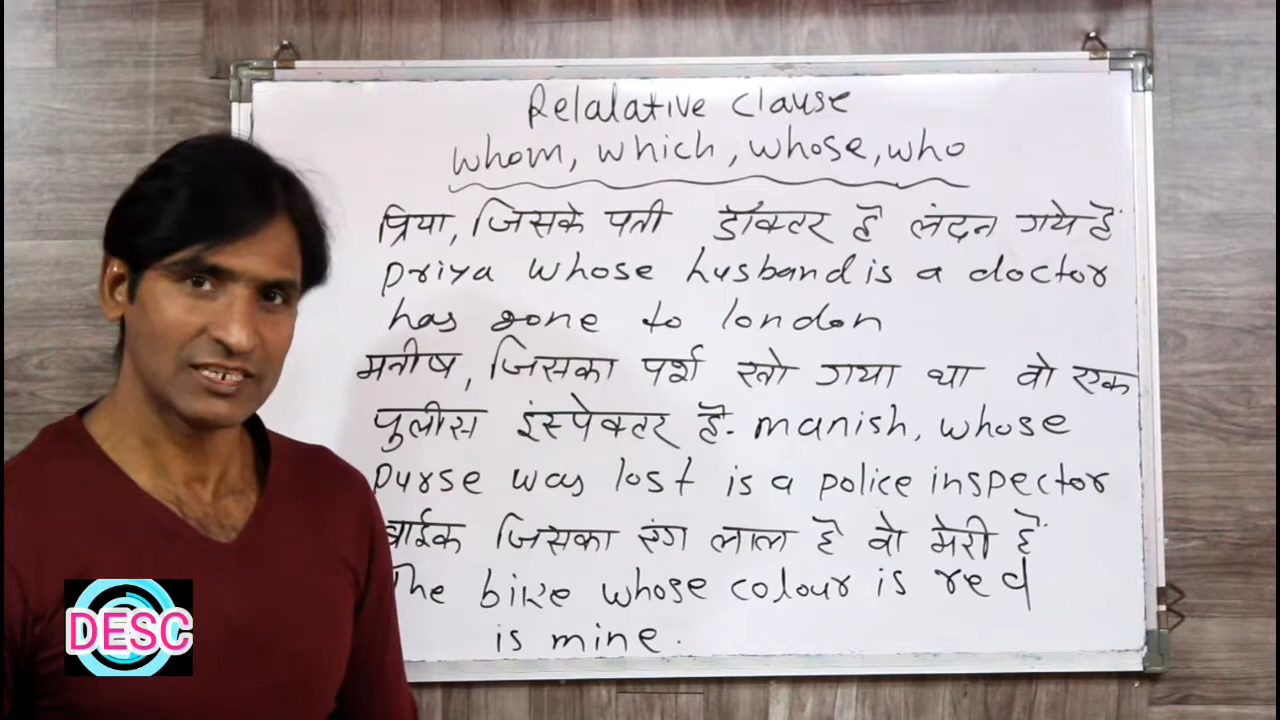 Relalative clause
whom, which, whose, who
प्रिया, जिसके पती डॉक्टर है लंदन गये हैं
priya whose husband is a doctor
has gone to london
मनीष, जिसका पर्श खो गया था वो एक
पुलीस इंस्पेक्टर है. manish, whose
purse was lost is a police inspector
बाईक जिसका रंग लाल है वो मेरी हैं
The bike whose colour is red
is mine.
DESC